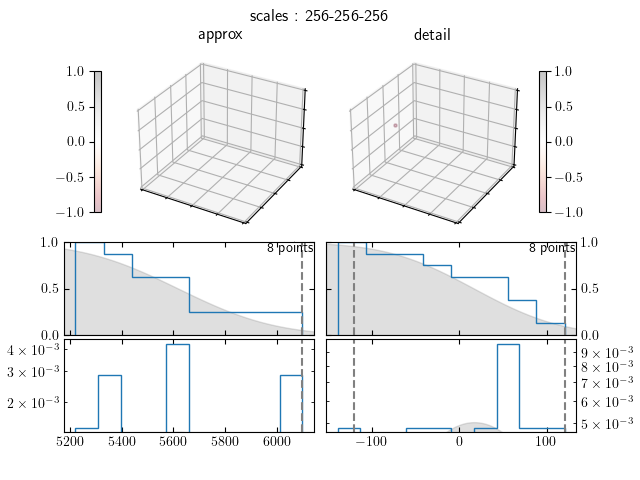 scales : 256-256-256
approx
detail
1.0
0.5
0.0
−0.5
−1.0
1.0
0.5
0.0
−0.5
−1.0
8 points
1.0
0.5
0.0
8 points
1.0
0.5
0.0
4 × 10⁻³
3 × 10⁻³
2 × 10⁻³
9 × 10⁻³
8 × 10⁻³
7 × 10⁻³
6 × 10⁻³
5 × 10⁻³
5200 5400 5600 5800 6000
−100 0 100